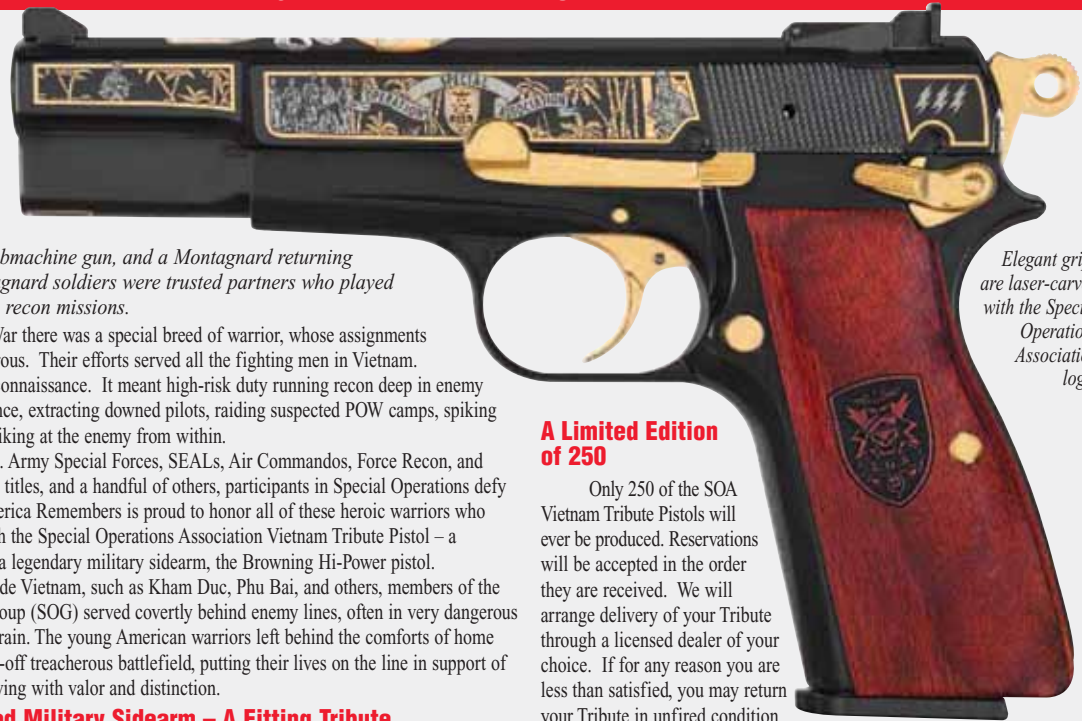 SPECIAL
bmachine gun, and a Montagnard returning
gnard soldiers were trusted partners who played
recon missions.
War there was a special breed of warrior, whose assignments
rous. Their efforts served all the fighting men in Vietnam.
onnaissance. It meant high-risk duty running recon deep in enemy
nce, extracting downed pilots, raiding suspected POW camps, spiking
iking at the enemy from within.
. Army Special Forces, SEALs, Air Commandos, Force Recon, and
titles, and a handful of others, participants in Special Operations defy
erica Remembers is proud to honor all of these heroic warriors who
h the Special Operations Association Vietnam Tribute Pistol – a
a legendary military sidearm, the Browning Hi-Power pistol.
de Vietnam, such as Kham Duc, Phu Bai, and others, members of the
oup (SOG) served covertly behind enemy lines, often in very dangerous
rain. The young American warriors left behind the comforts of home
-off treacherous battlefield, putting their lives on the line in support of
ving with valor and distinction.
ed Military Sidearm – A Fitting Tribute
A Limited Edition
of 250
Only 250 of the SOA
Vietnam Tribute Pistols will
ever be produced. Reservations
will be accepted in the order
they are received. We will
arrange delivery of your Tribute
through a licensed dealer of your
choice. If for any reason you are
less than satisfied, you may return
your Tribute in unfired condition
Elegant gri
are laser-carv
with the Speci
Operatio
Associati
log